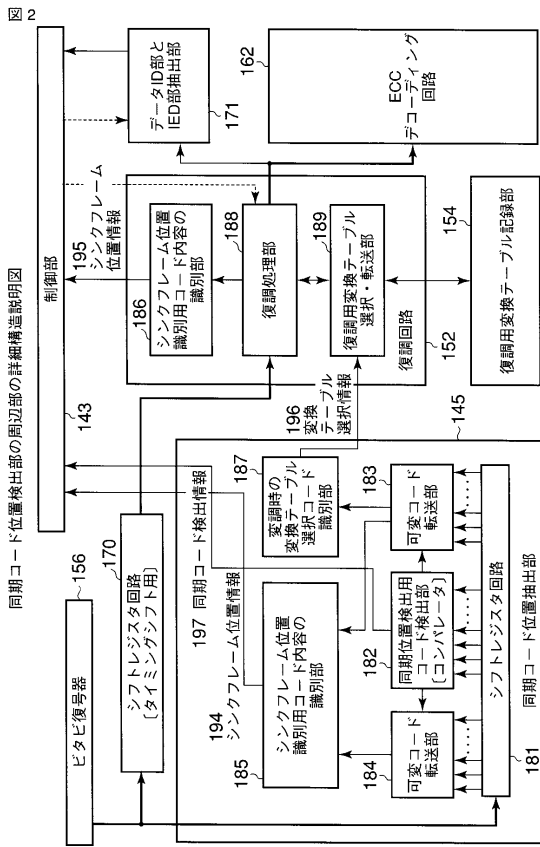 図2
同期コード位置検出部の周辺部の詳細構造説明図
ビタビ復号器
156
143
制御部
シフトレジスタ回路
〔タイミングシフト用〕
170
197 同期コード検出情報
194
シンクフレーム位置情報
195
シンクフレーム
位置情報
データID部と
IED部抽出部
171
シンクフレーム位置
識別用コード内容の
識別部
185
変調時の
変換テーブル
選択コード
識別部
187
196
変換
テーブル
選択情報
186
シンクフレーム位置
識別用コード内容の
識別部
復調処理部
188
復調用変換テーブル
選択・転送部
189
復調回路
152
162
ECC
デコーディング
回路
184
可変コード
転送部
182
同期位置検出用
コード検出部
〔コンパレータ〕
183
可変コード
転送部
145
シフトレジスタ回路
181
同期コード位置抽出部
154
復調用変換テーブル記録部